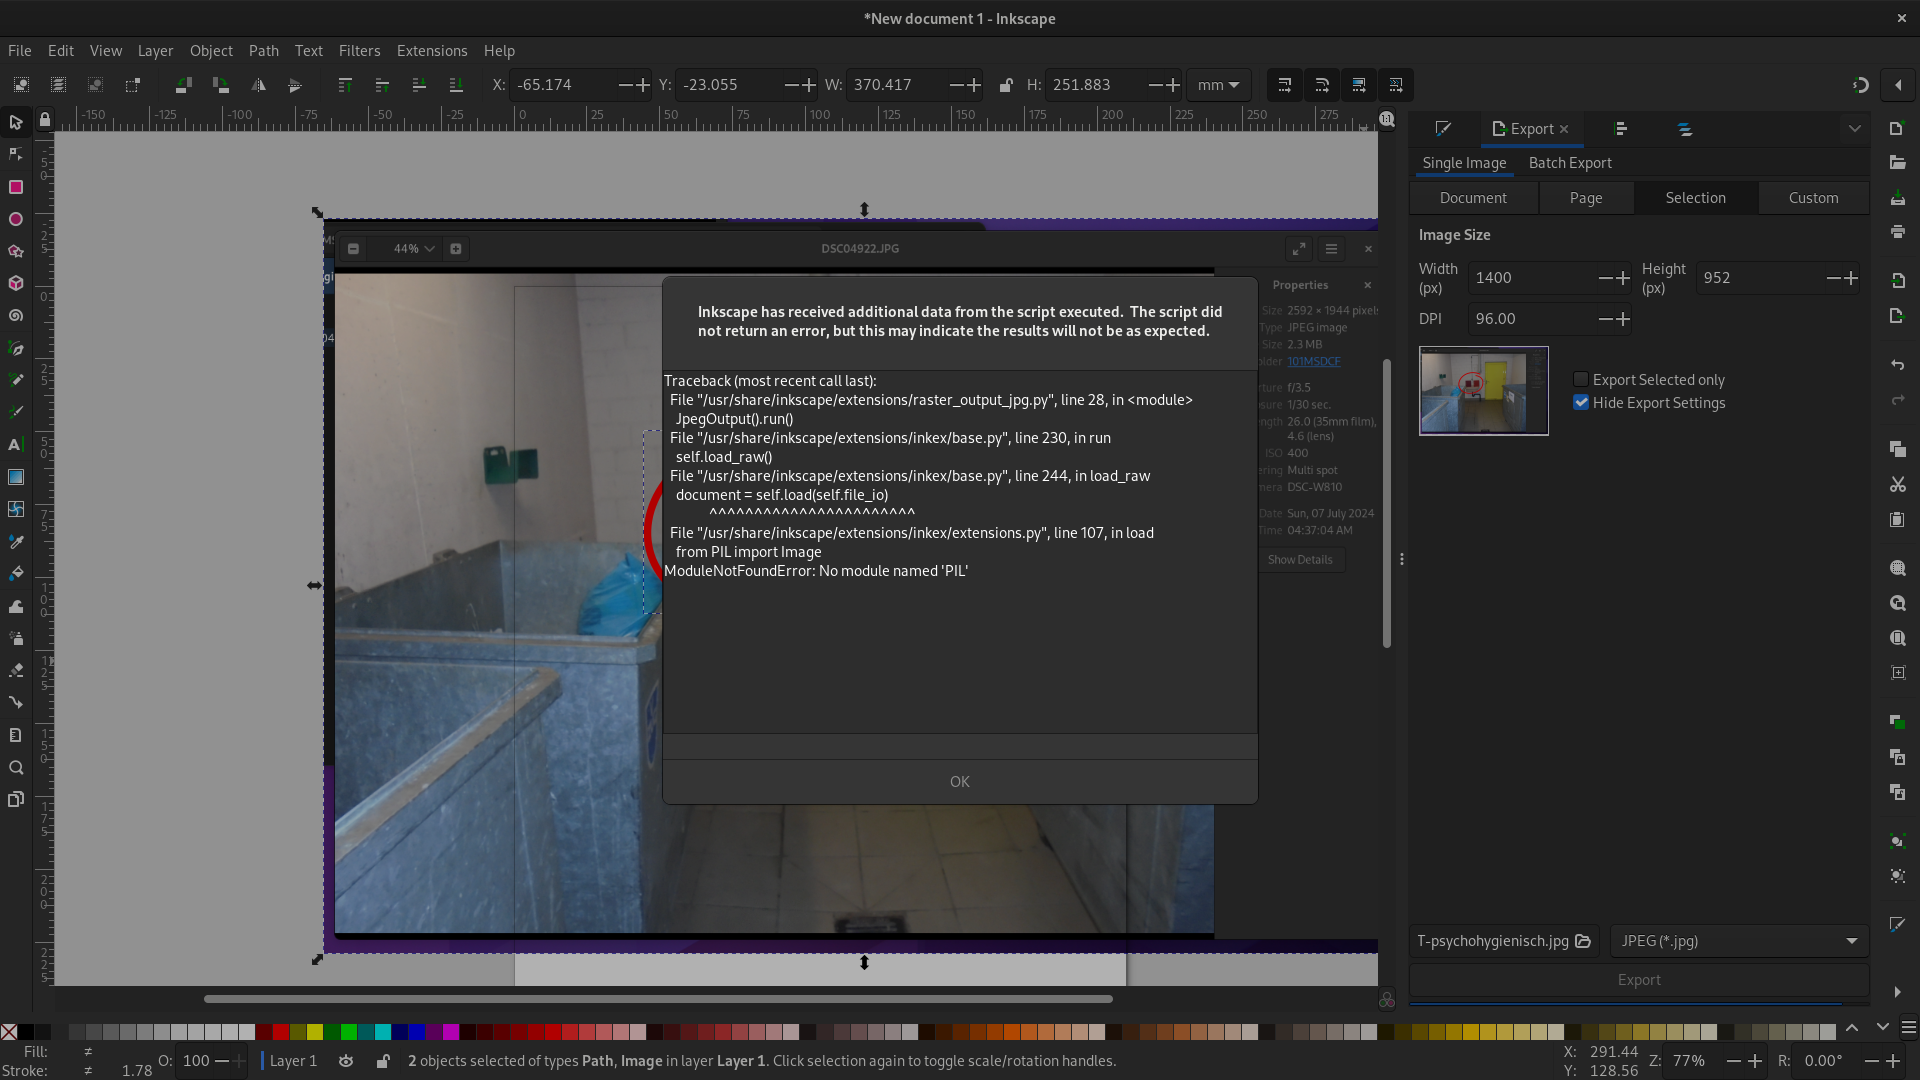 *New document 1 - Inkscape
File Edit View Layer Object Path Text Filters Extensions Help
X: -65.174 Y: -23.055 W: 370.417 H: 251.883 mm
-150 -125 -100 -75 -50 -25 0 25 50 75 100 125 150 175 200 225 250 275
1:1
Export
Single Image Batch Export
Document Page Selection Custom
Image Size
Width (px) 1400 Height (px) 952
DPI 96.00
Export Selected only
Hide Export Settings
44% DSC04922.JPG
Properties
Size 2592 × 1944 pixels
Type JPEG image
Size 2.3 MB
older 101MSDCF
rture f/3.5
osure 1/30 sec.
ngth 26.0 (35mm film),
4.6 (lens)
ISO 400
ering Multi spot
mera DSC-W810
Date Sun, 07 July 2024
Time 04:37:04 AM
Show Details
Inkscape has received additional data from the script executed.  The script did
not return an error, but this may indicate the results will not be as expected.
Traceback (most recent call last):
File "/usr/share/inkscape/extensions/raster_output_jpg.py", line 28, in <module>
JpegOutput().run()
File "/usr/share/inkscape/extensions/inkex/base.py", line 230, in run
self.load_raw()
File "/usr/share/inkscape/extensions/inkex/base.py", line 244, in load_raw
document = self.load(self.file_io)
^^^^^^^^^^^^^^^^^^^^^^^
File "/usr/share/inkscape/extensions/inkex/extensions.py", line 107, in load
from PIL import Image
ModuleNotFoundError: No module named 'PIL'
OK
T-psychohygienisch.jpg JPEG (*.jpg)
Export
Fill: ≠ O: 100 Layer 1 2 objects selected of types Path, Image in layer Layer 1. Click selection again to toggle scale/rotation handles. X: 291.44 Z: 77% R: 0.00°
Stroke: ≠ 1.78 Y: 128.56